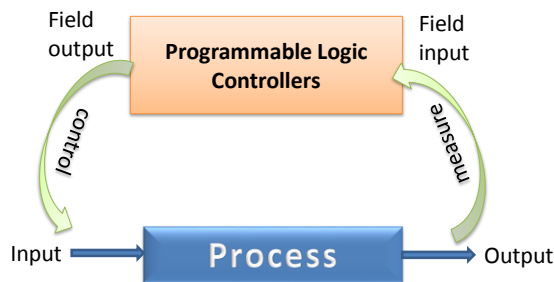 Field
output
Programmable Logic
Controllers
Field
input
control
measure
Input
Process
Output